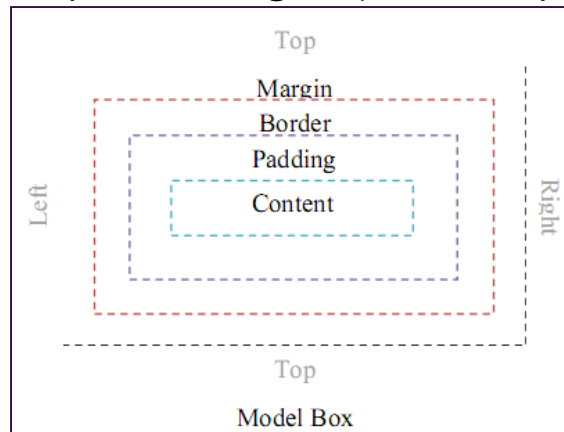 Top
Margin
Border
Padding
Content
Left
Right
Top
Model Box